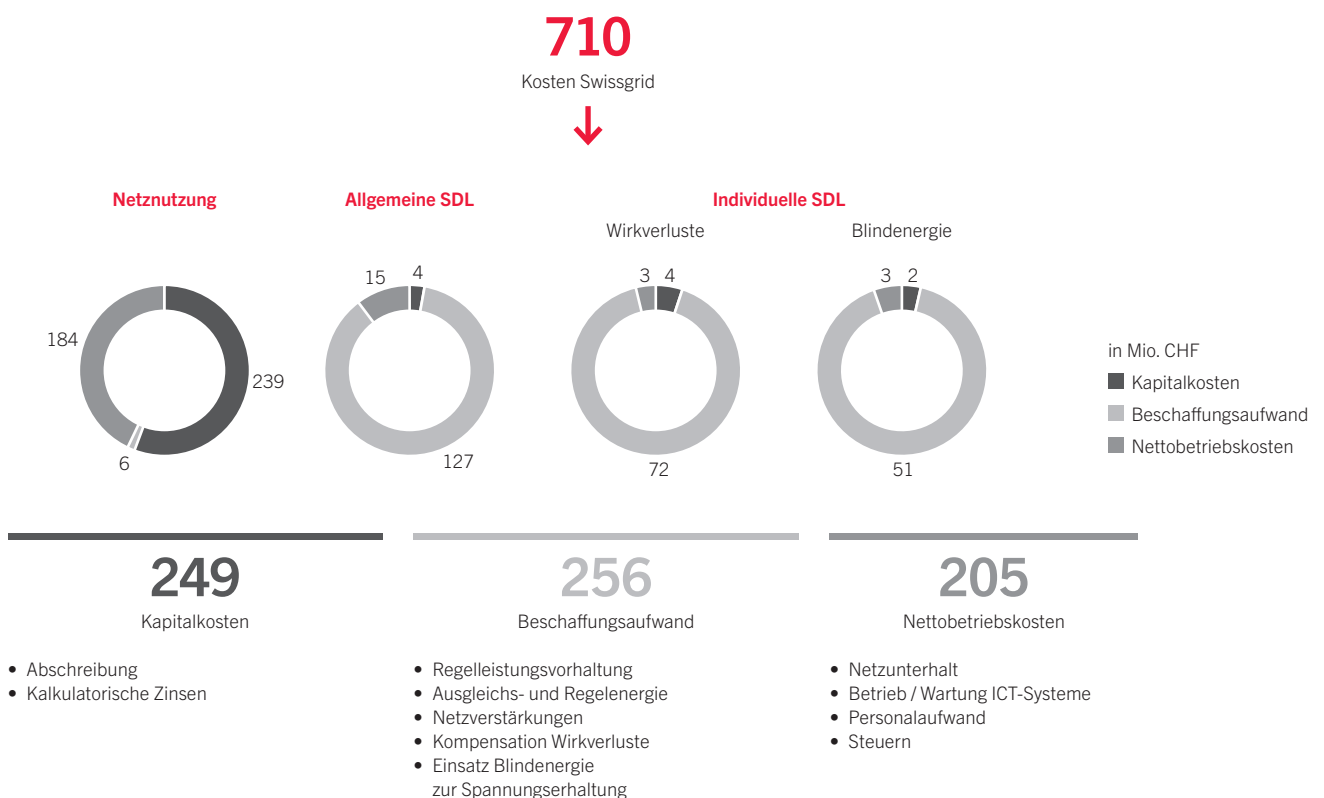 710
Kosten Swissgrid
Netznutzung
Allgemeine SDL
Individuelle SDL
Wirkverluste
Blindenergie
184
239
6
15
4
127
3
4
72
3
2
51
in Mio. CHF
Kapitalkosten
Beschaffungsaufwand
Nettobetriebskosten
249
Kapitalkosten
• Abschreibung
• Kalkulatorische Zinsen
256
Beschaffungsaufwand
• Regelleistungsvorhaltung
• Ausgleichs- und Regelenergie
• Netzverstärkungen
• Kompensation Wirkverluste
• Einsatz Blindenergie
zur Spannungserhaltung
205
Nettobetriebskosten
• Netzunterhalt
• Betrieb / Wartung ICT-Systeme
• Personalaufwand
• Steuern